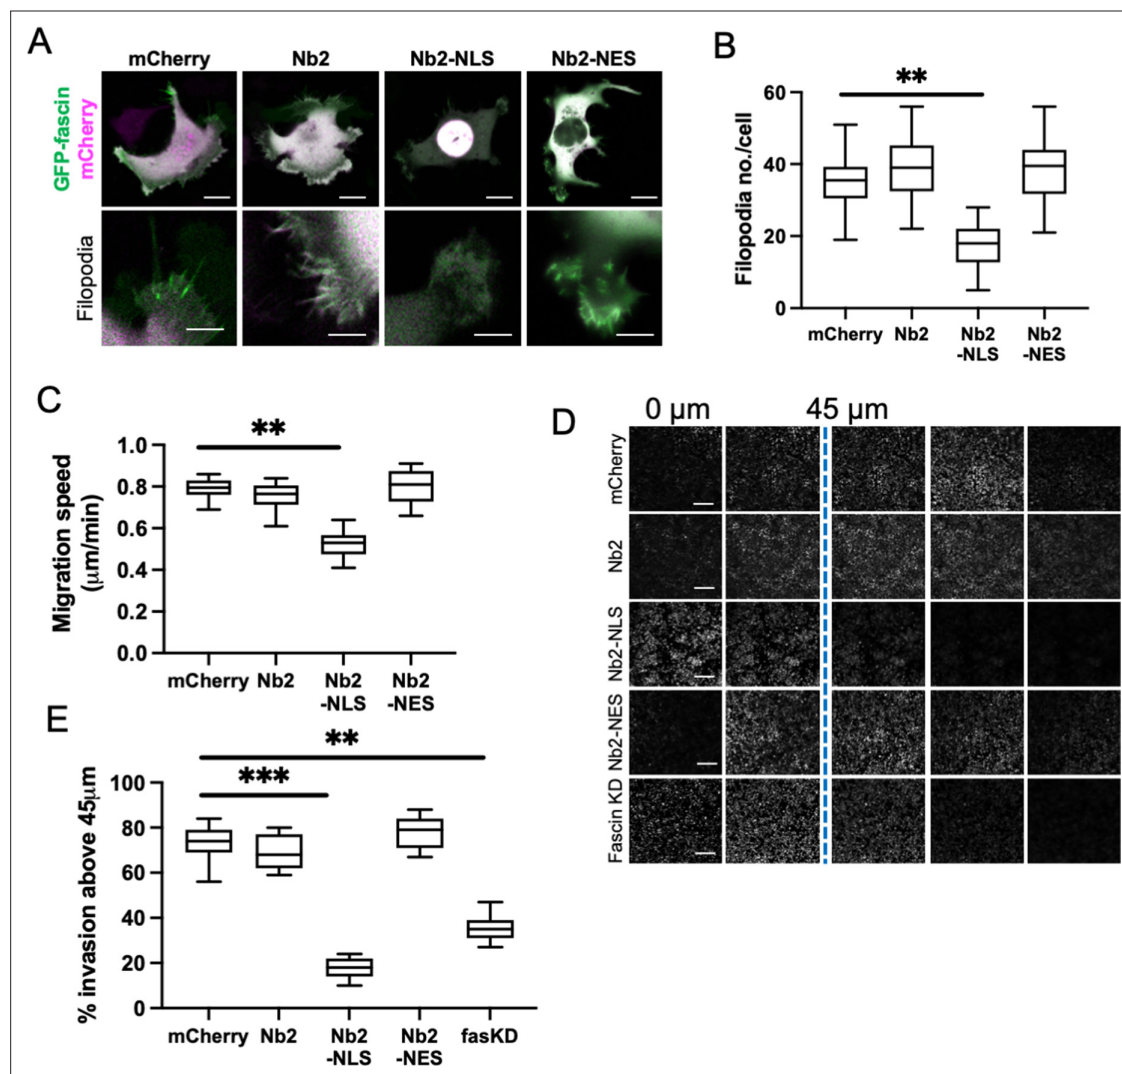 A
mCherry
Nb2
Nb2-NLS
Nb2-NES
GFP-fascin
mCherry
Filopodia
B
**
Filopodia no./cell
60
40
20
0
mCherry
Nb2
Nb2
-NLS
Nb2
-NES
C
**
Migration speed
(μm/min)
1.0
0.8
0.6
0.4
0.2
0.0
mCherry
Nb2
Nb2
-NLS
Nb2
-NES
D
0 μm
45 μm
mCherry
Nb2
Nb2-NLS
Nb2-NES
Fascin KD
E
**
***
% invasion above 45μm
100
80
60
40
20
0
mCherry
Nb2
Nb2
-NLS
Nb2
-NES
fasKD